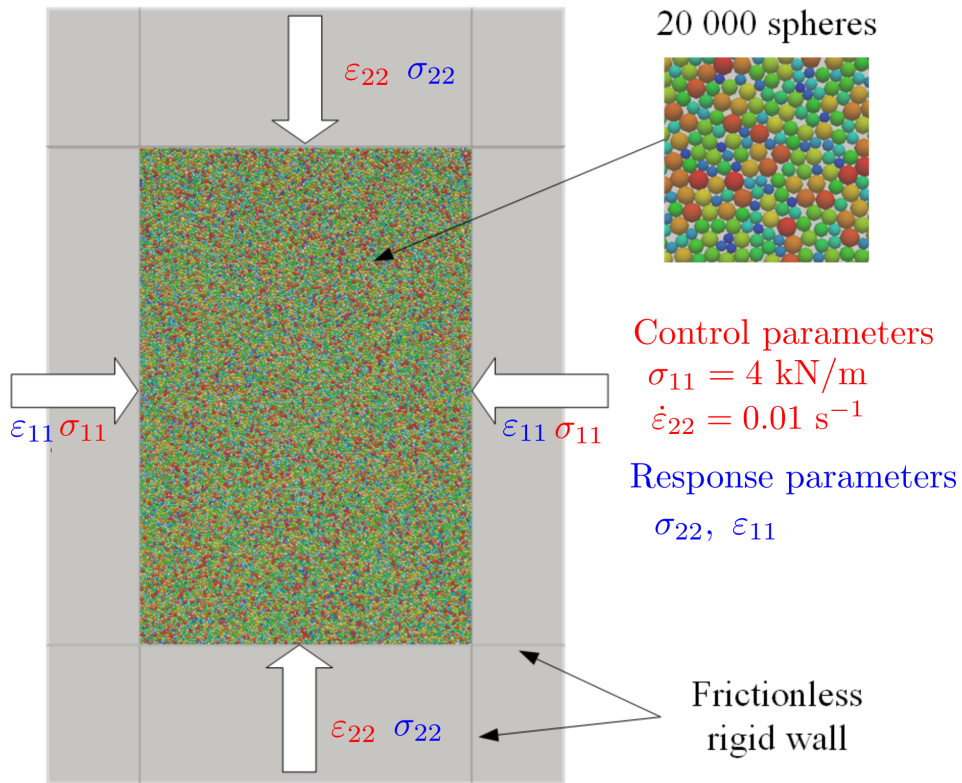 20 000 spheres
ε₂₂ σ₂₂
Control parameters
σ₁₁ = 4 kN/m
ε̇₂₂ = 0.01 s⁻¹
ε₁₁ σ₁₁
ε₁₁ σ₁₁
Response parameters
σ₂₂, ε₁₁
Frictionless
rigid wall
ε₂₂ σ₂₂